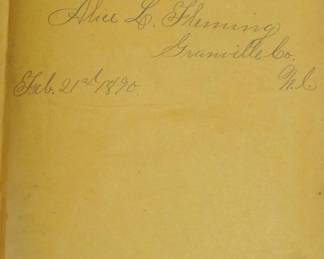 Alice L. Fleming
Granville Co.
N.C
Feb. 21st 1890.